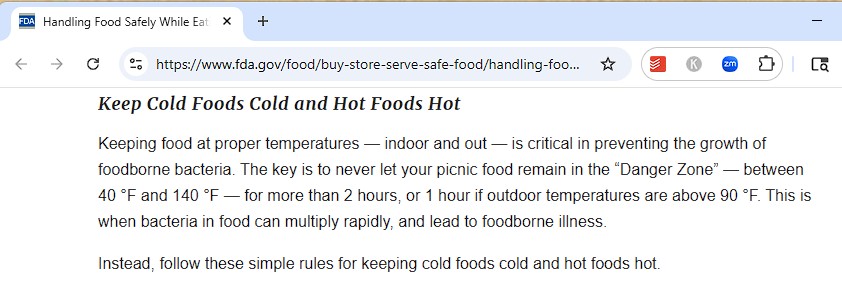 FDA Handling Food Safely While Eat
https://www.fda.gov/food/buy-store-serve-safe-food/handling-foo...
K zm
Keep Cold Foods Cold and Hot Foods Hot
Keeping food at proper temperatures — indoor and out — is critical in preventing the growth of
foodborne bacteria. The key is to never let your picnic food remain in the “Danger Zone” — between
40 °F and 140 °F — for more than 2 hours, or 1 hour if outdoor temperatures are above 90 °F. This is
when bacteria in food can multiply rapidly, and lead to foodborne illness.
Instead, follow these simple rules for keeping cold foods cold and hot foods hot.